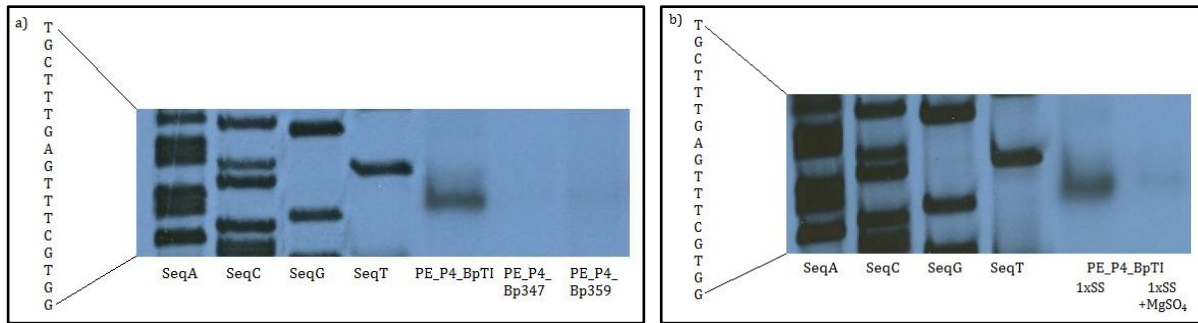 a)
T
G
C
T
T
T
G
A
G
T
T
T
C
G
T
G
G
SeqA SeqC SeqG SeqT PE_P4_BpTI PE_P4_ PE_P4_
Bp347 Bp359
b)
T
G
C
T
T
T
G
A
G
T
T
T
C
G
T
G
G
SeqA SeqC SeqG SeqT PE_P4_BpTI
1xSS 1xSS
+MgSO₄